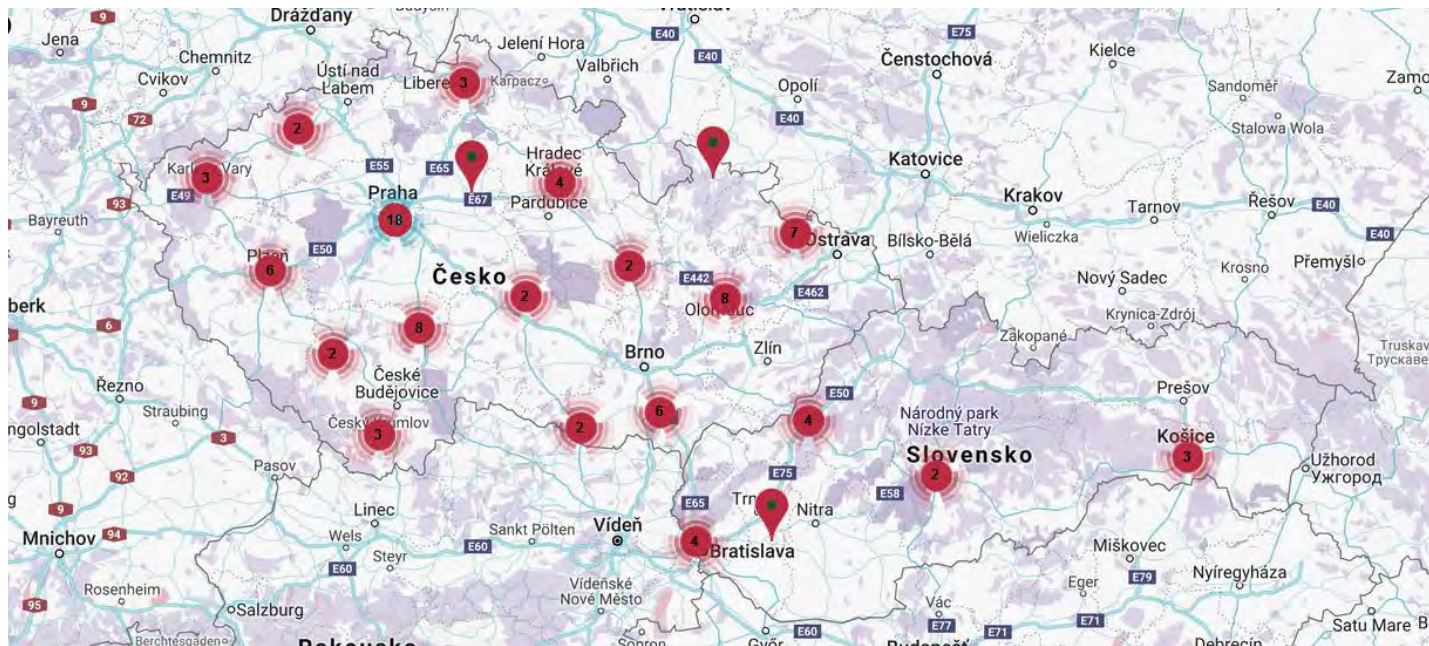 Drážďany
E40
E75
Kielce
Jena
Chemnitz
Jelení Hora
Čenstochová
Cvikov
Ústí nad
Labem
Liberec
3
Karpacz
Valbřich
Opolí
Sandoměř
Zamo
9
72
2
E40
Stalowa Wola
Karlovy Vary
3
E55
E65
Hradec
Králové
4
Katovice
E49
93
Praha
18
E67
Pardubice
Krakov
Tarnov
Řešov
E40
Bayreuth
7
Ostrava
Bílsko-Bělá
Wieliczka
E40
E50
Plzeň
6
Česko
2
E442
Nový Sadec
Krosno
Přemyšl
berk
2
8
Olomouc
E462
Krynica-Zdrój
6
8
Zakopané
2
Brno
Zlín
Truskav
Трускаве
Řezno
České
Budějovice
E50
Prešov
9
Straubing
3
Český Krumlov
3
2
6
4
Národný park
Nízke Tatry
ngolstadt
93
Košice
3
Pasov
Slovensko
2
Užhorod
Ужгород
92
E75
9
Linec
E65
Trn
E58
Nitra
94
Mnichov
Wels
Sankt Pölten
Vídeň
E60
4
Bratislava
Miškovec
Steyr
E60
E79
Nyíregyháza
Rosenheim
Vídeňské
Nové Město
Eger
95
Salzburg
Vác
E71
Satu Mare
B
Berchtesgaden
Rakousko
Sopron
Győr
E60
E77
E71
Budapešť
Debrecín